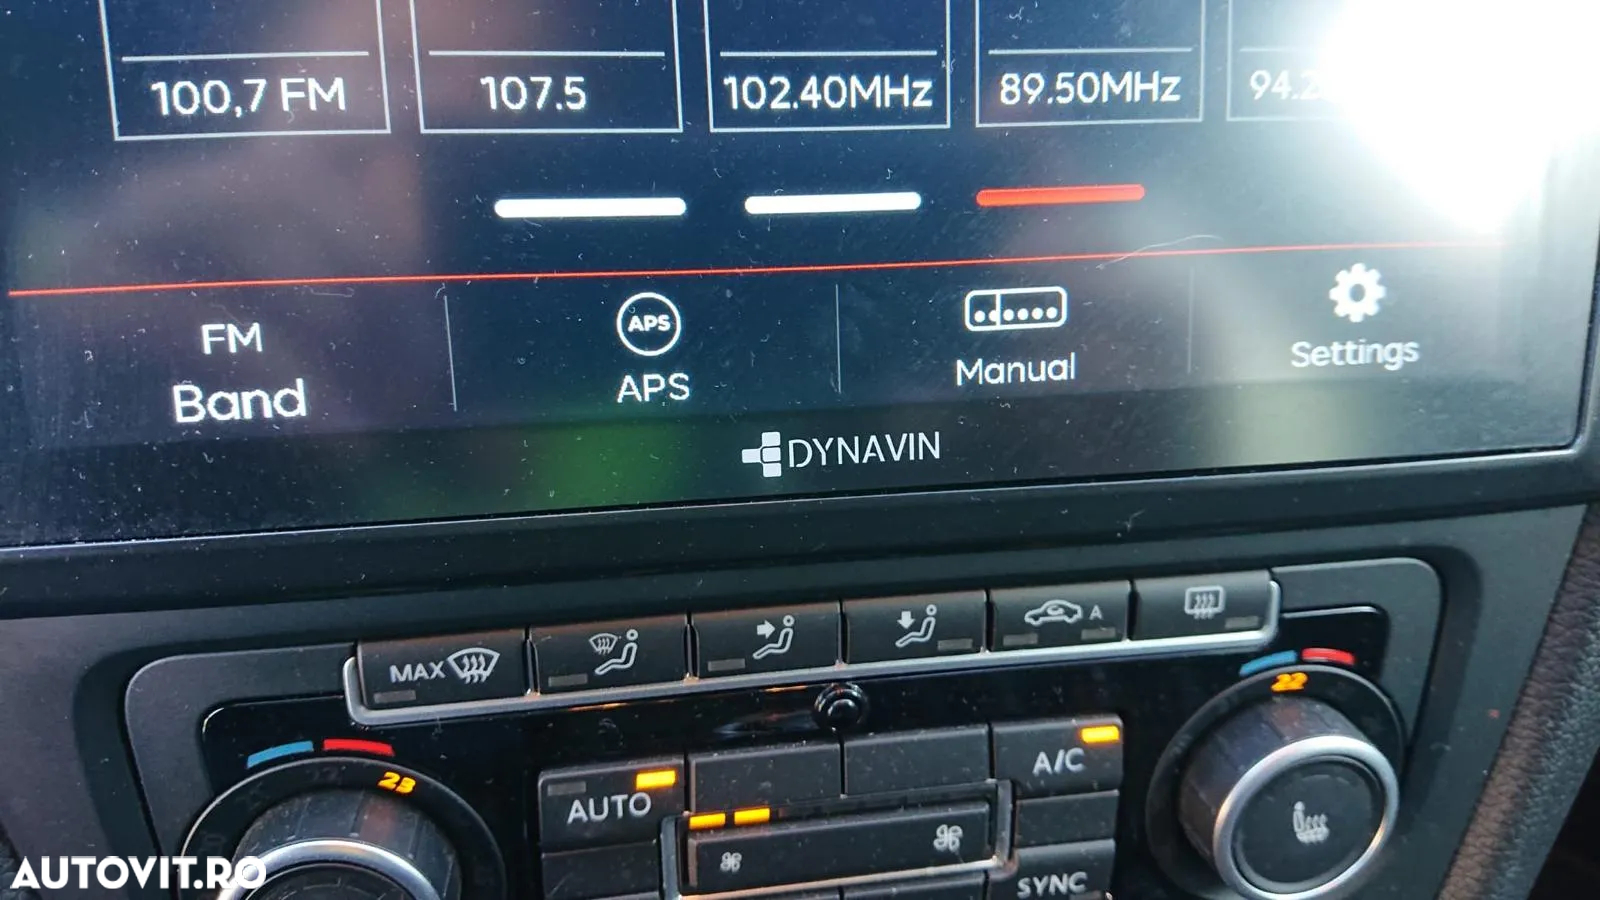 100,7 FM
107.5
102.40MHz
89.50MHz
FM
Band
APS
APS
Manual
Settings
DYNAVIN
MAX
A
22
23
AUTO
A/C
SYNC
AUTOVIT.RO